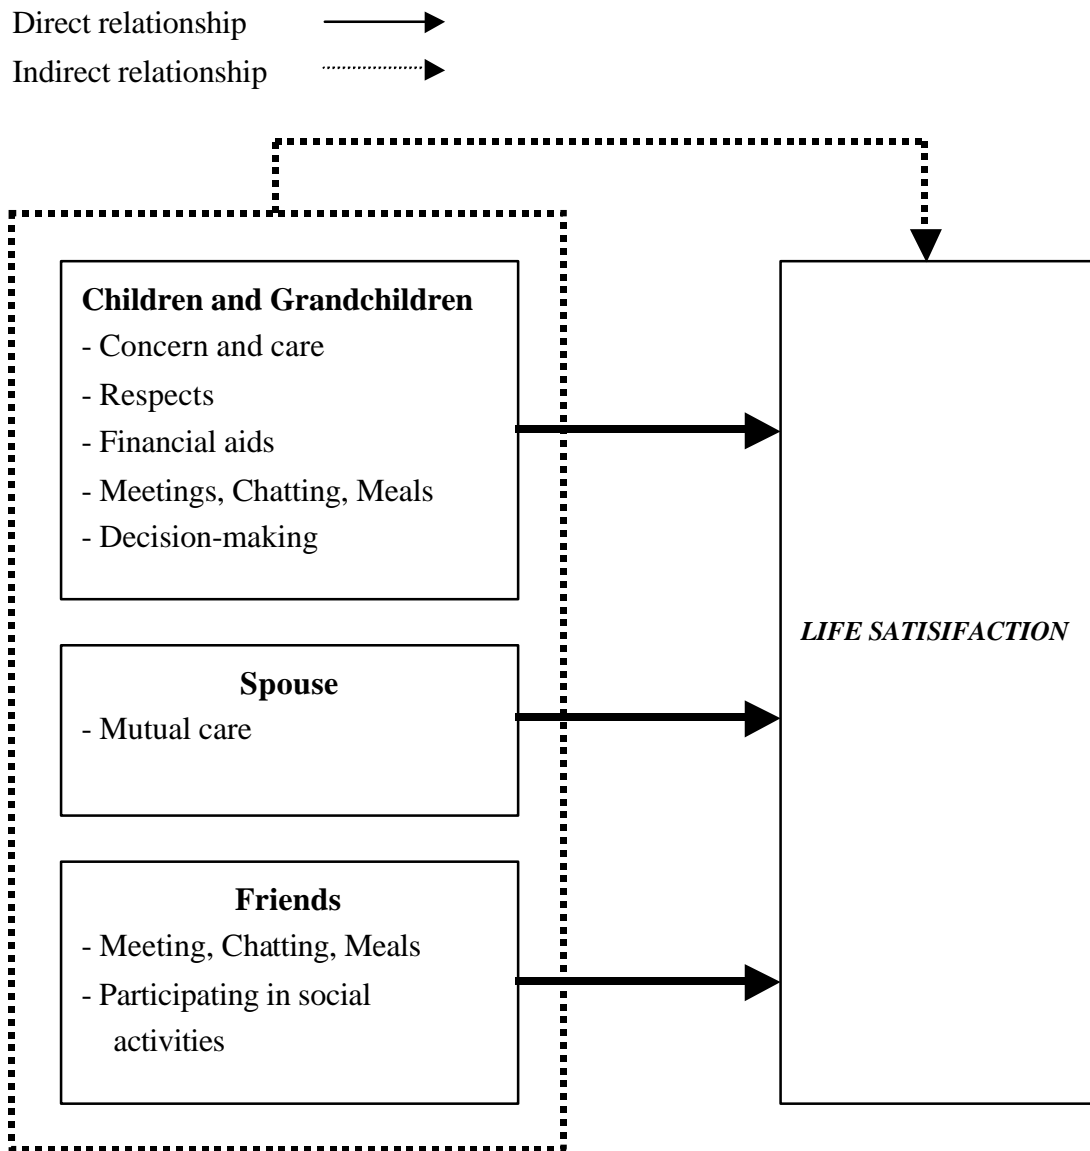 Direct relationship
Indirect relationship
Children and Grandchildren
- Concern and care
- Respects
- Financial aids
- Meetings, Chatting, Meals
- Decision-making
LIFE SATISIFACTION
Spouse
- Mutual care
Friends
- Meeting, Chatting, Meals
- Participating in social
activities